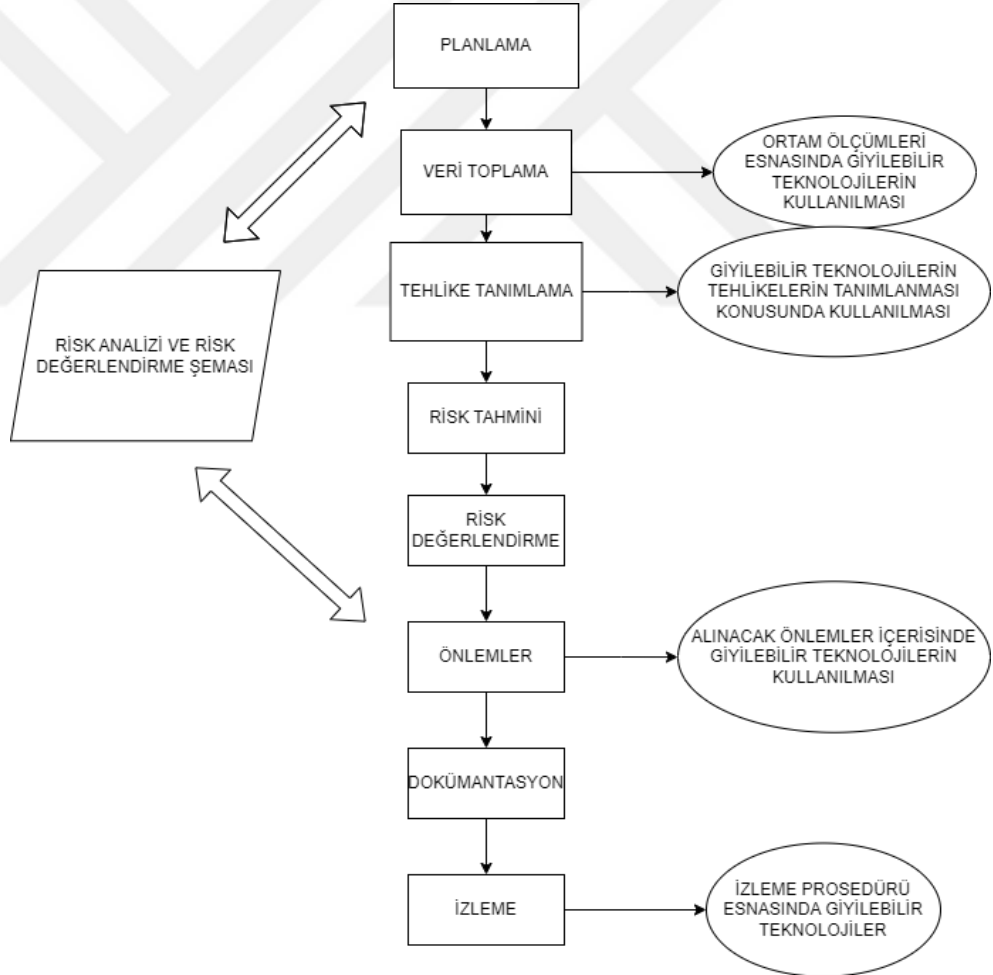 PLANLAMA
VERİ TOPLAMA
ORTAM ÖLÇÜMLERİ
ESNASINDA GİYİLEBİLİR
TEKNOLOJİLERİN
KULLANILMASI
TEHLİKE TANIMLAMA
GİYİLEBİLİR TEKNOLOJİLERİN
TEHLİKELERİN TANIMLANMASI
KONUSUNDA KULLANILMASI
RİSK ANALİZİ VE RİSK
DEĞERLENDİRME ŞEMASI
RİSK TAHMİNİ
RİSK
DEĞERLENDİRME
ÖNLEMLER
ALINACAK ÖNLEMLER İÇERİSİNDE
GİYİLEBİLİR TEKNOLOJİLERİN
KULLANILMASI
DOKÜMANTASYON
İZLEME
İZLEME PROSEDÜRÜ
ESNASINDA GİYİLEBİLİR
TEKNOLOJİLER